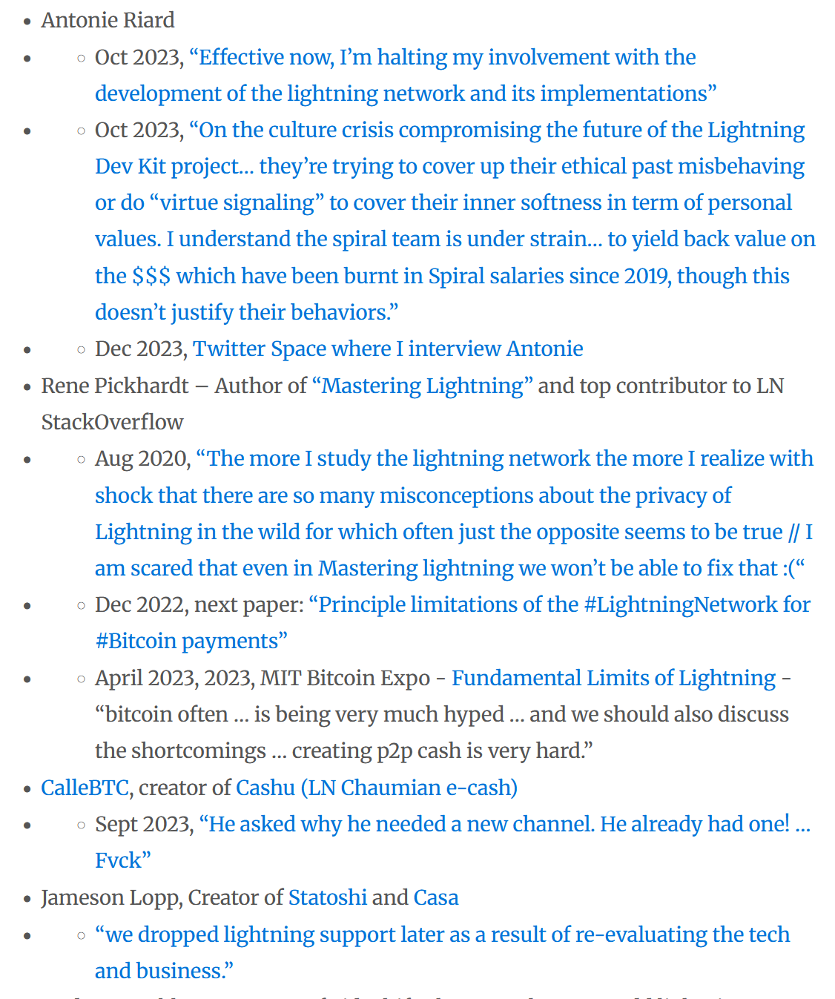 Antonie Riard
Oct 2023, “Effective now, I’m halting my involvement with the
development of the lightning network and its implementations”
Oct 2023, “On the culture crisis compromising the future of the Lightning
Dev Kit project... they’re trying to cover up their ethical past misbehaving
or do “virtue signaling” to cover their inner softness in term of personal
values. I understand the spiral team is under strain... to yield back value on
the $$$ which have been burnt in Spiral salaries since 2019, though this
doesn’t justify their behaviors.”
Dec 2023, Twitter Space where I interview Antonie
Rene Pickhardt – Author of “Mastering Lightning” and top contributor to LN
StackOverflow
Aug 2020, “The more I study the lightning network the more I realize with
shock that there are so many misconceptions about the privacy of
Lightning in the wild for which often just the opposite seems to be true // I
am scared that even in Mastering lightning we won’t be able to fix that :(“
Dec 2022, next paper: “Principle limitations of the #LightningNetwork for
#Bitcoin payments”
April 2023, 2023, MIT Bitcoin Expo - Fundamental Limits of Lightning -
“bitcoin often ... is being very much hyped ... and we should also discuss
the shortcomings ... creating p2p cash is very hard.”
CalleBTC, creator of Cashu (LN Chaumian e-cash)
Sept 2023, “He asked why he needed a new channel. He already had one! ...
Fvck”
Jameson Lopp, Creator of Statoshi and Casa
“we dropped lightning support later as a result of re-evaluating the tech
and business.”